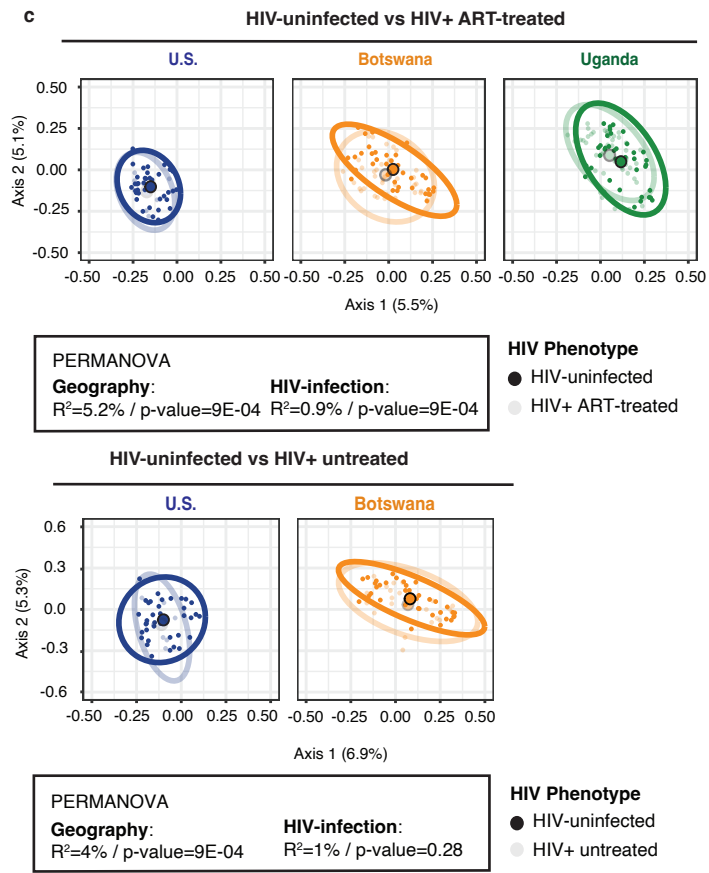 c
HIV-uninfected vs HIV+ ART-treated
U.S. Botswana Uganda
0.50
0.25
0.00
-0.25
-0.50
Axis 2 (5.1%)
-0.50 -0.25 0.00 0.25 0.50 -0.50 -0.25 0.00 0.25 0.50 -0.50 -0.25 0.00 0.25 0.50
Axis 1 (5.5%)
PERMANOVA
Geography: HIV-infection:
R²=5.2% / p-value=9E-04 R²=0.9% / p-value=9E-04
HIV Phenotype
HIV-uninfected
HIV+ ART-treated
HIV-uninfected vs HIV+ untreated
U.S. Botswana
0.6
0.3
0.0
-0.3
-0.6
Axis 2 (5.3%)
-0.50 -0.25 0.00 0.25 0.50 -0.50 -0.25 0.00 0.25 0.50
Axis 1 (6.9%)
PERMANOVA
Geography: HIV-infection:
R²=4% / p-value=9E-04 R²=1% / p-value=0.28
HIV Phenotype
HIV-uninfected
HIV+ untreated